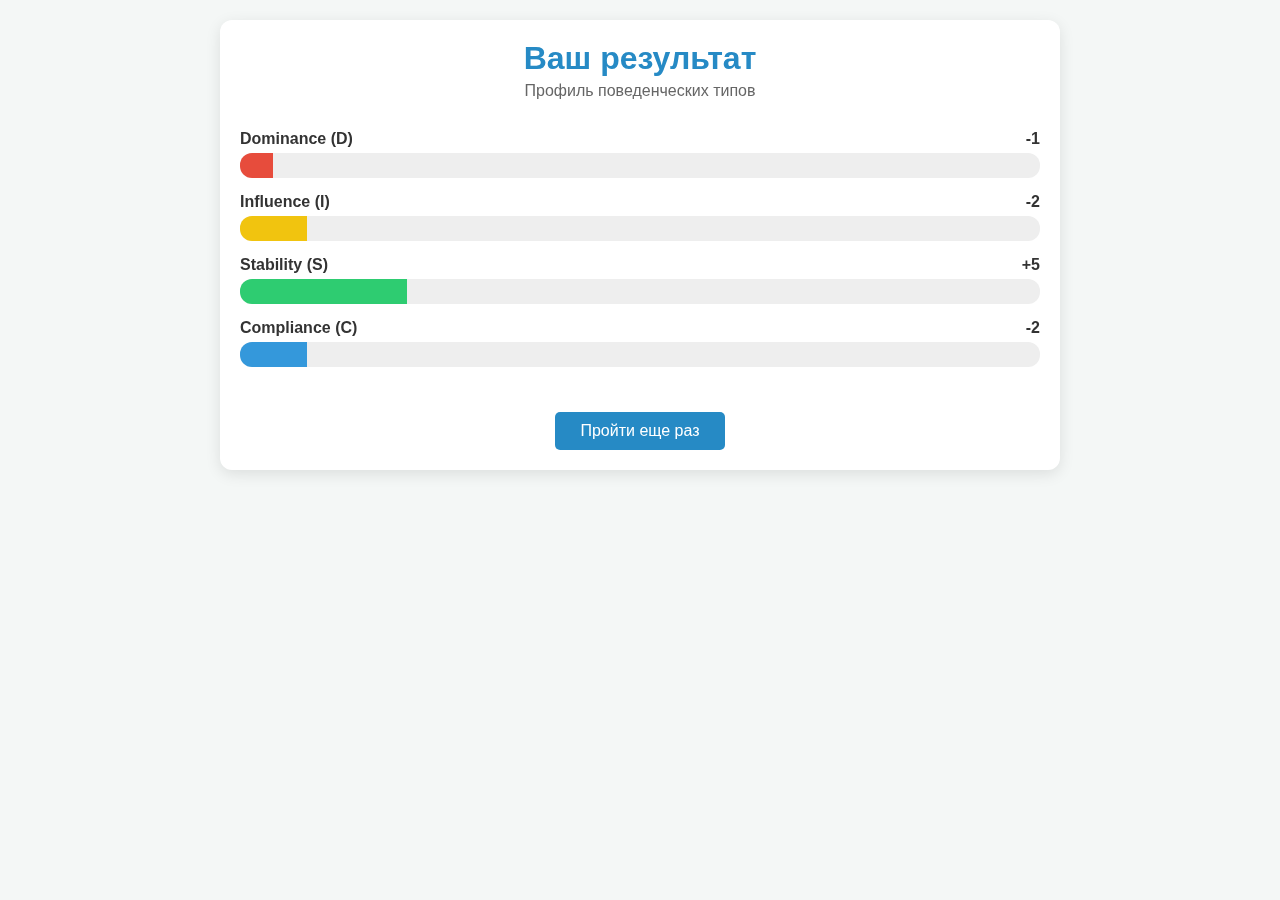 Ваш результат
Профиль поведенческих типов
Dominance (D) -1
Influence (I) -2
Stability (S) +5
Compliance (C) -2
Пройти еще раз